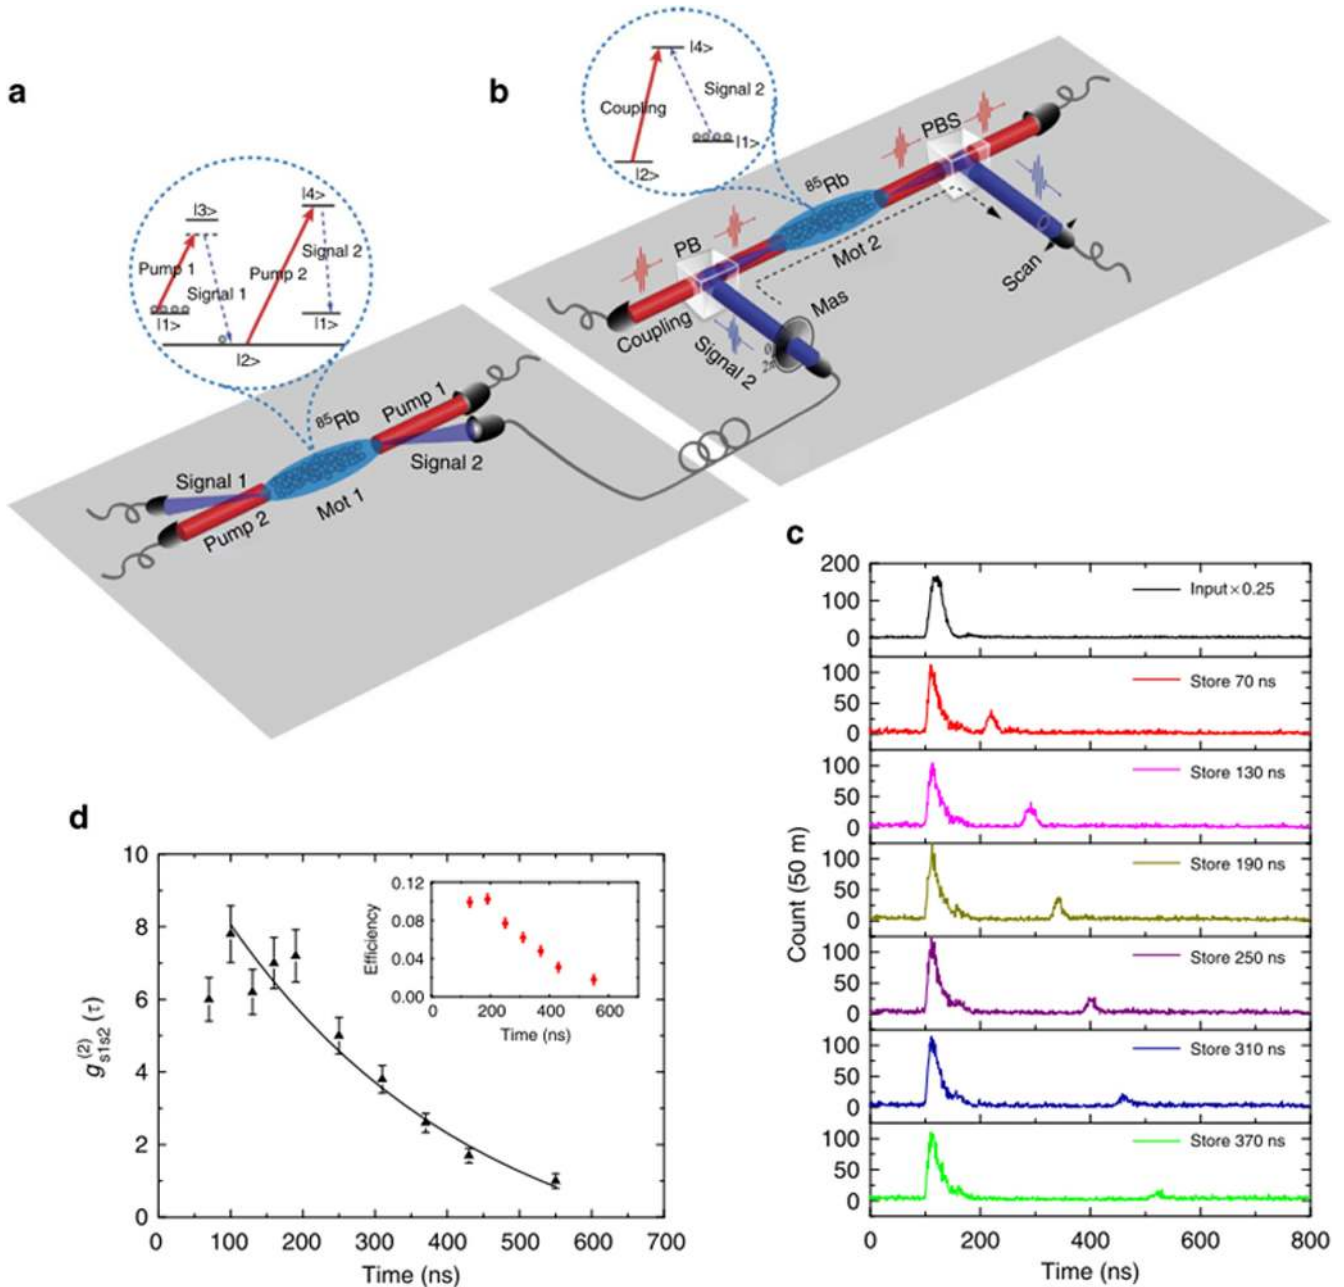 a
|3>
|4>
Pump 1
Signal 1
Pump 2
Signal 2
|1>
|1>
|2>
85Rb
Pump 1
Signal 1
Signal 2
Mot 1
Pump 2
b
|4>
Coupling
Signal 2
|1>
|2>
PBS
85Rb
PB
Mot 2
Scan
Mas
Coupling
Signal 2
0
c
200
100
0
Input×0.25
100
50
0
Store 70 ns
100
50
0
Store 130 ns
100
50
0
Store 190 ns
100
50
0
Store 250 ns
100
50
0
Store 310 ns
100
50
0
Store 370 ns
Count (50 m)
0 200 400 600 800
Time (ns)
d
10
8
6
4
2
0
g(2)s1s2 (τ)
0 100 200 300 400 500 600 700
Time (ns)
0.12
0.08
0.04
0.00
Efficiency
0 200 400 600
Time (ns)